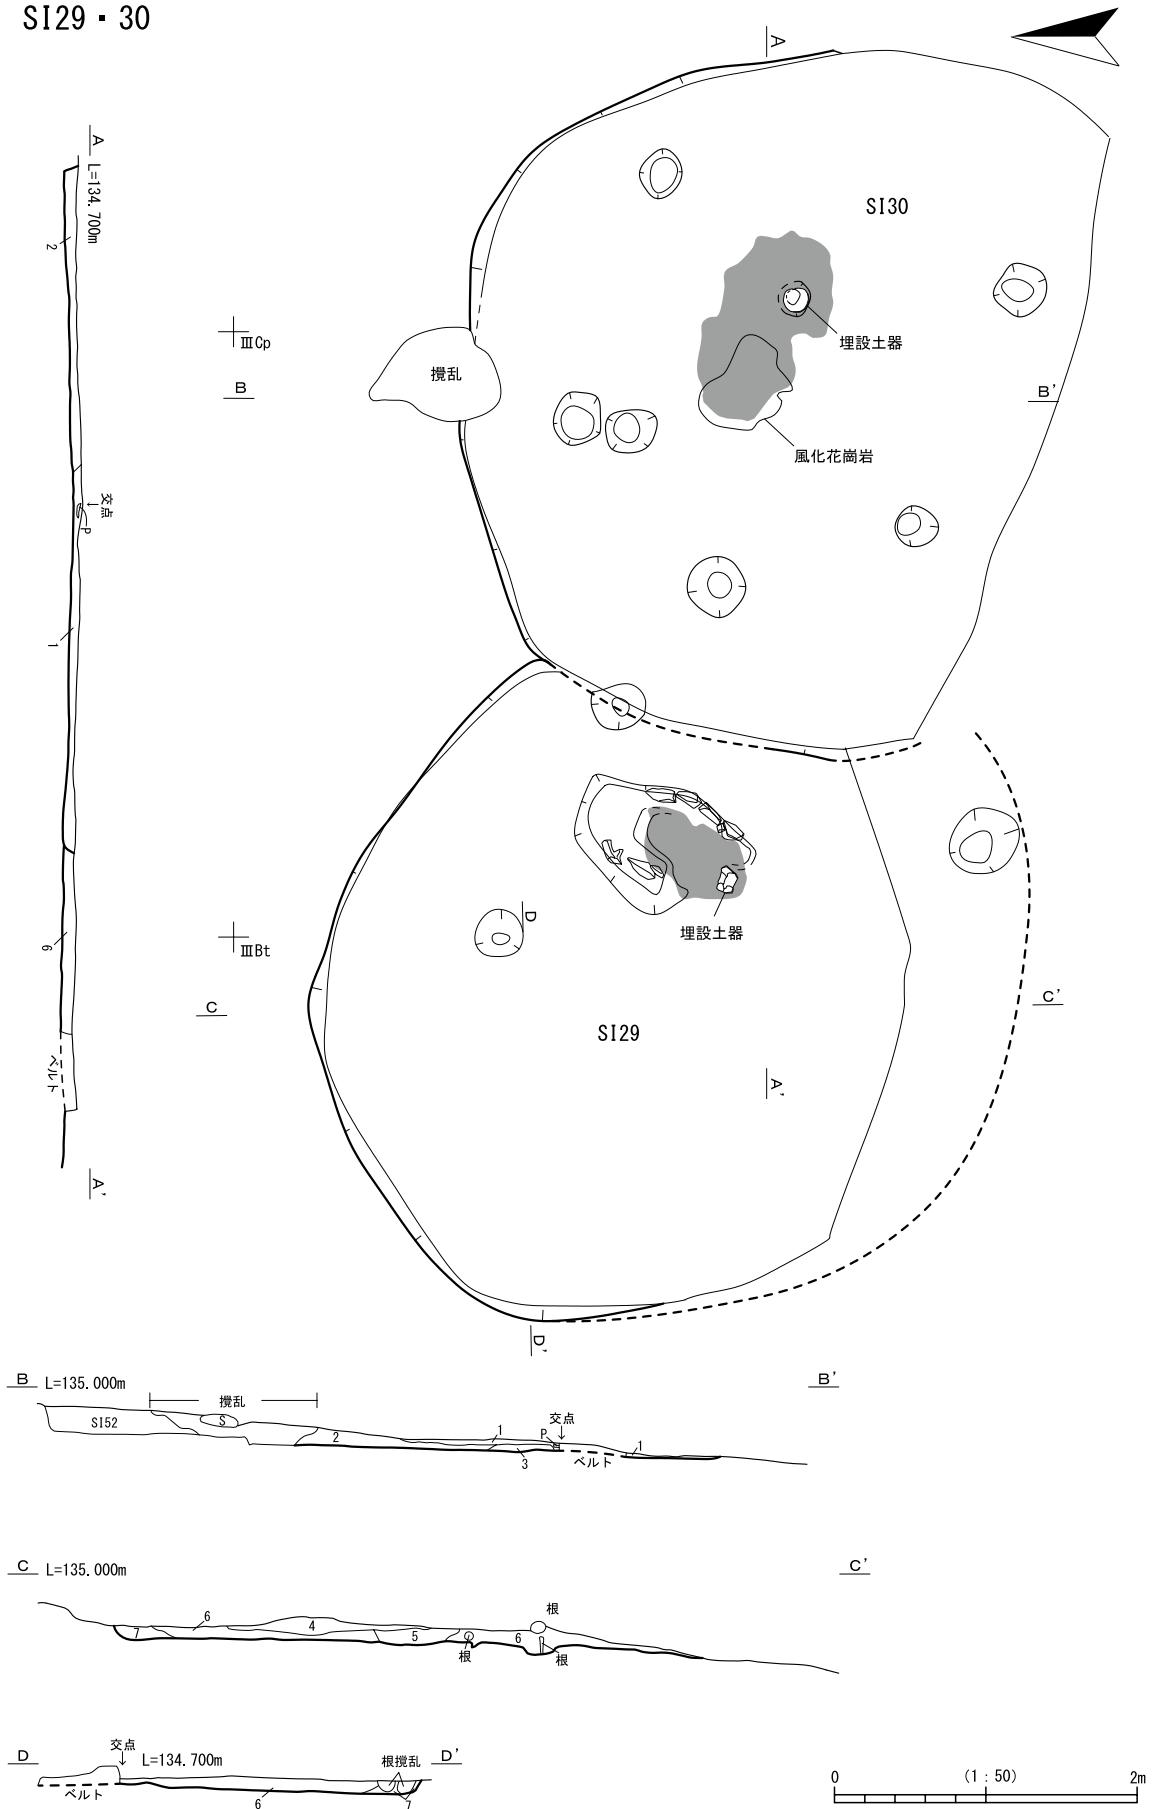 SI29・30
A
A
L=134.700m
2
SI30
ⅢCp
埋設土器
攪乱
B
B'
風化花崗岩
交点
P
1
ⅢBt
6
D
埋設土器
C
C'
SI29
ベルト
A'
A'
D'
B L=135.000m
B'
攪乱
SI52
S
2
1
P
交点
3
ベルト
1
C L=135.000m
C'
7
6
4
5
根
6
根
根
D
交点
L=134.700m
根攪乱
D'
ベルト
6
7
0
(1:50)
2m